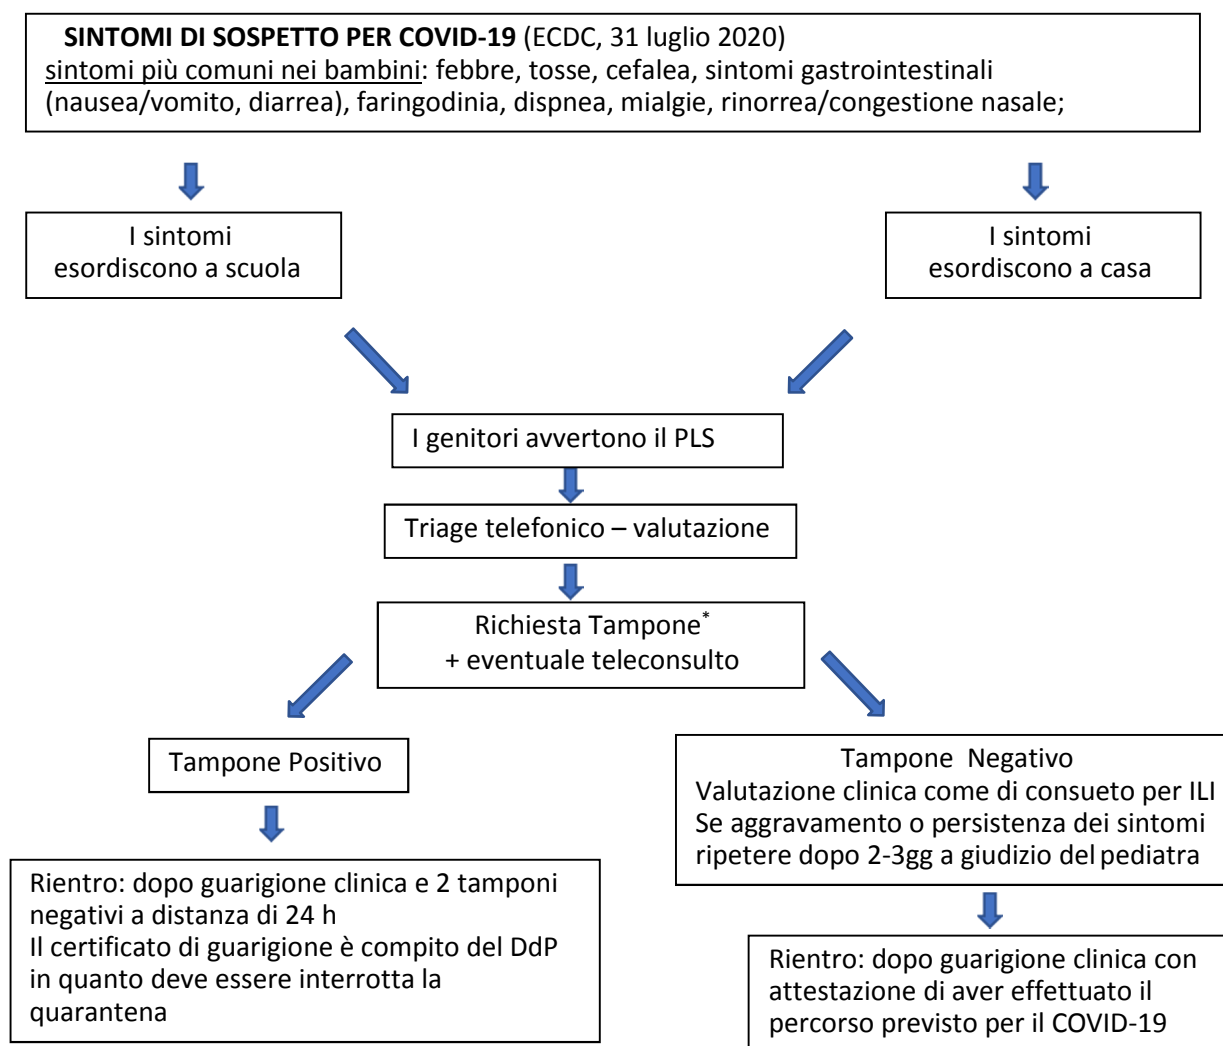 SINTOMI DI SOSPETTO PER COVID-19 (ECDC, 31 luglio 2020)
sintomi più comuni nei bambini: febbre, tosse, cefalea, sintomi gastrointestinali
(nausea/vomito, diarrea), faringodinia, dispnea, mialgie, rinorrea/congestione nasale;
I sintomi
esordiscono a scuola
I sintomi
esordiscono a casa
I genitori avvertono il PLS
Triage telefonico – valutazione
Richiesta Tampone*
+ eventuale teleconsulto
Tampone Positivo
Tampone Negativo
Valutazione clinica come di consueto per ILI
Se aggravamento o persistenza dei sintomi
ripetere dopo 2-3gg a giudizio del pediatra
Rientro: dopo guarigione clinica e 2 tamponi
negativi a distanza di 24 h
Il certificato di guarigione è compito del DdP
in quanto deve essere interrotta la
quarantena
Rientro: dopo guarigione clinica con
attestazione di aver effettuato il
percorso previsto per il COVID-19